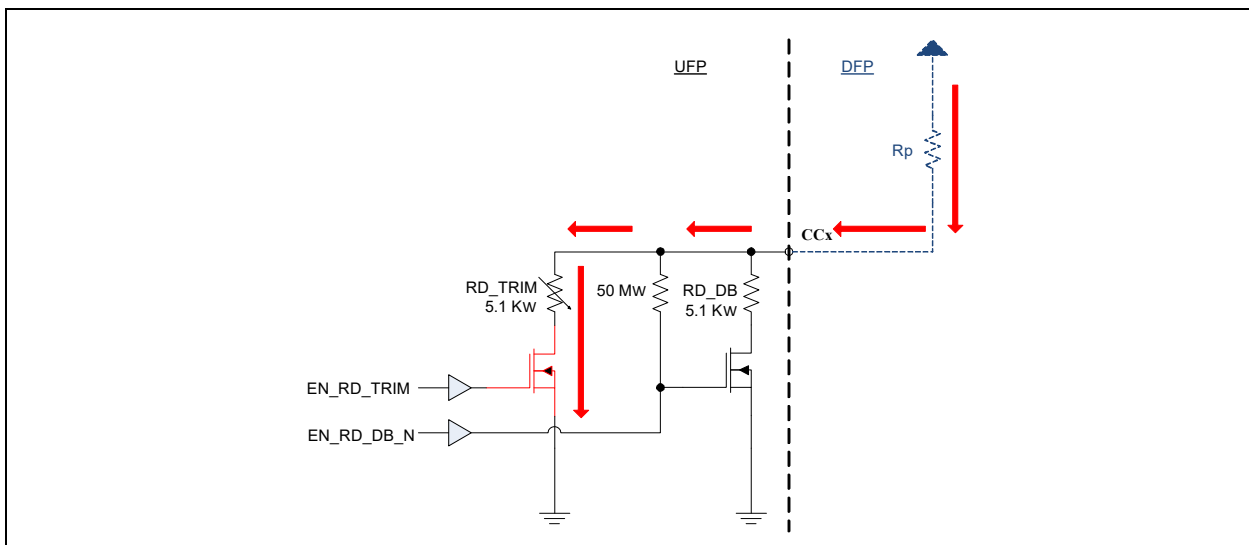 UFP
DFP
Rp
CCx
RD_TRIM
5.1 Kw
50 Mw
RD_DB
5.1 Kw
EN_RD_TRIM
EN_RD_DB_N